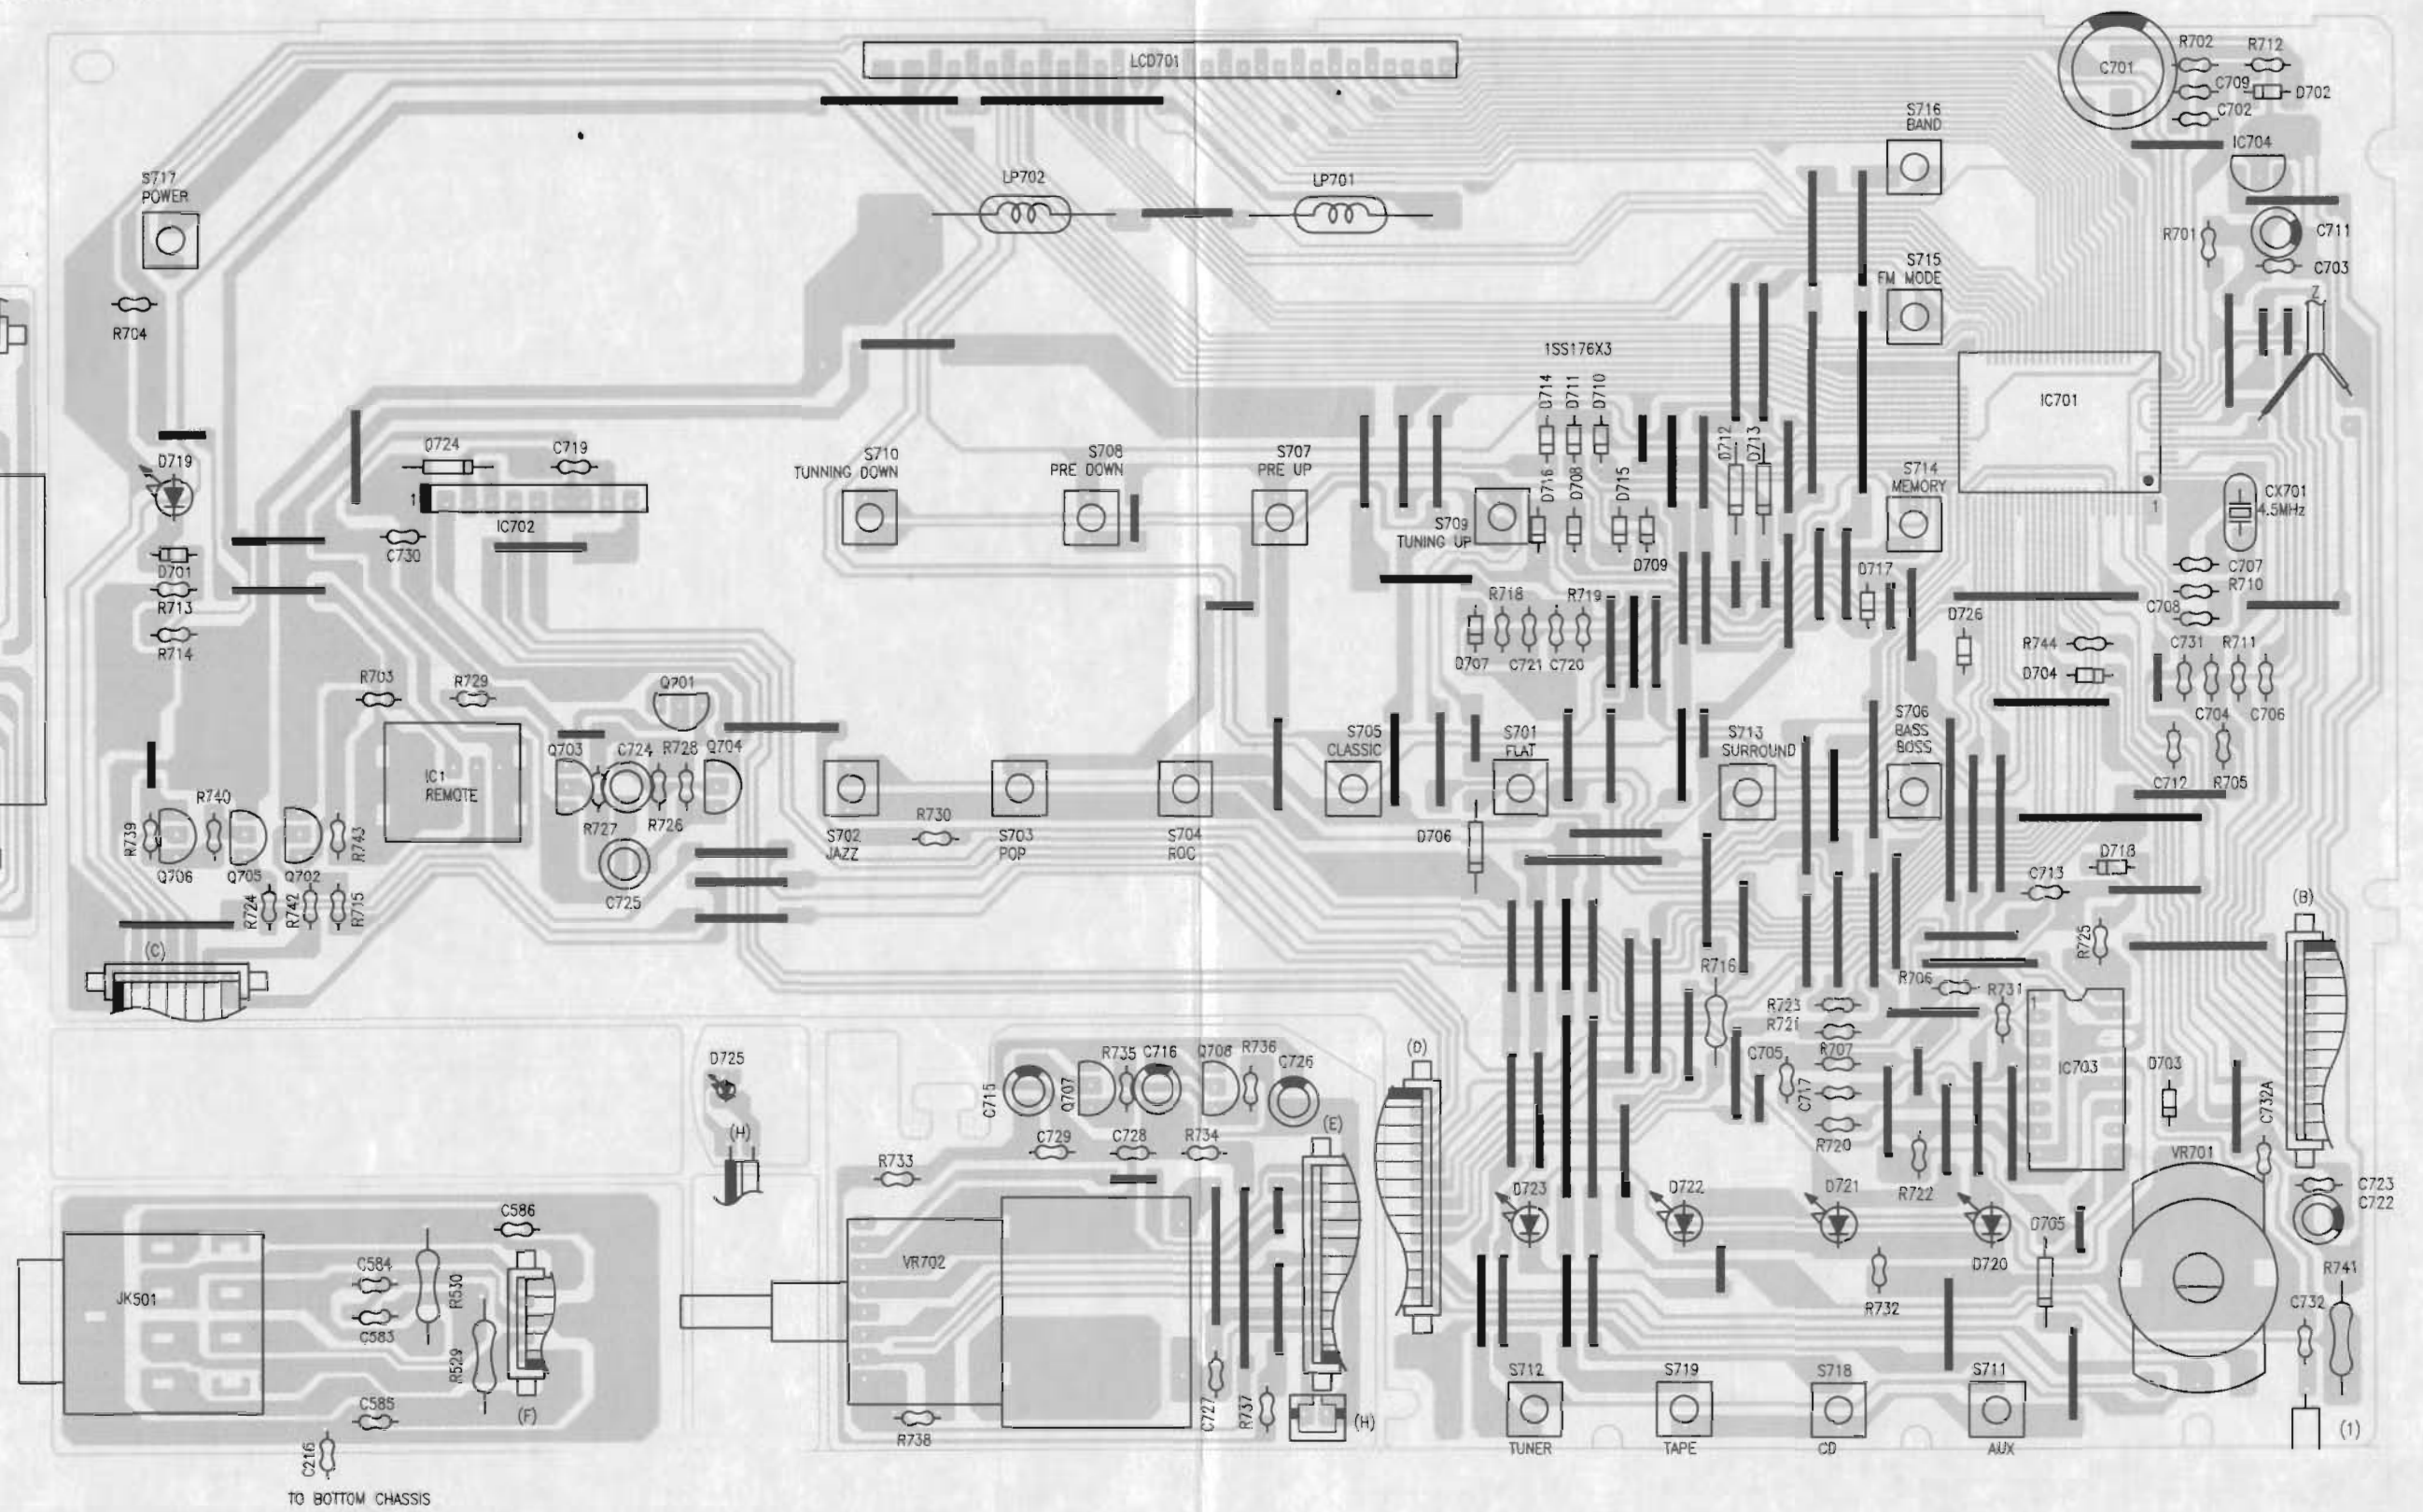 LCD701
C701
R702
R712
C709
D702
C702
S716
BAND
IC704
S717
POWER
LP702
LP701
R701
C711
C703
S715
FM MODE
Z
R704
1SS176X3
D714
D711
D710
IC701
1
D719
Q724
C719
1
IC702
C730
S710
TUNNING DOWN
S708
PRE DOWN
S707
PRE UP
S709
TUNING UP
D716
D708
D715
D709
D712
D713
S714
MEMORY
CX701
4.5MHz
D701
R713
R714
D717
C707
R710
C708
D726
R718
R719
D707
C721
C720
R744
D704
C731
R711
C704
C706
R703
R729
Q701
IC1
REMOTE
Q703
C724
R728
Q704
R727
R726
S705
CLASSIC
S701
FLAT
S713
SURROUND
S706
BASS
BOSS
C712
R705
R739
R740
R743
Q706
Q705
Q702
R724
R742
R715
C725
S702
JAZZ
R730
S703
POP
S704
ROC
D706
D718
C713
R725
(B)
(C)
R716
R706
R731
R723
R721
1
IC703
C705
R707
C717
R720
R722
D703
C732A
VR701
D725
(H)
C715
Q707
R735
C716
Q708
R736
C726
(D)
(E)
C729
C728
R734
R733
D723
D722
D721
D720
D705
C723
C722
JK501
C586
C584
C583
R530
R529
C585
(F)
C216
TO BOTTOM CHASSIS
VR702
R738
C727
R737
(H)
R732
R741
C732
S712
TUNER
S719
TAPE
S718
CD
S711
AUX
(1)